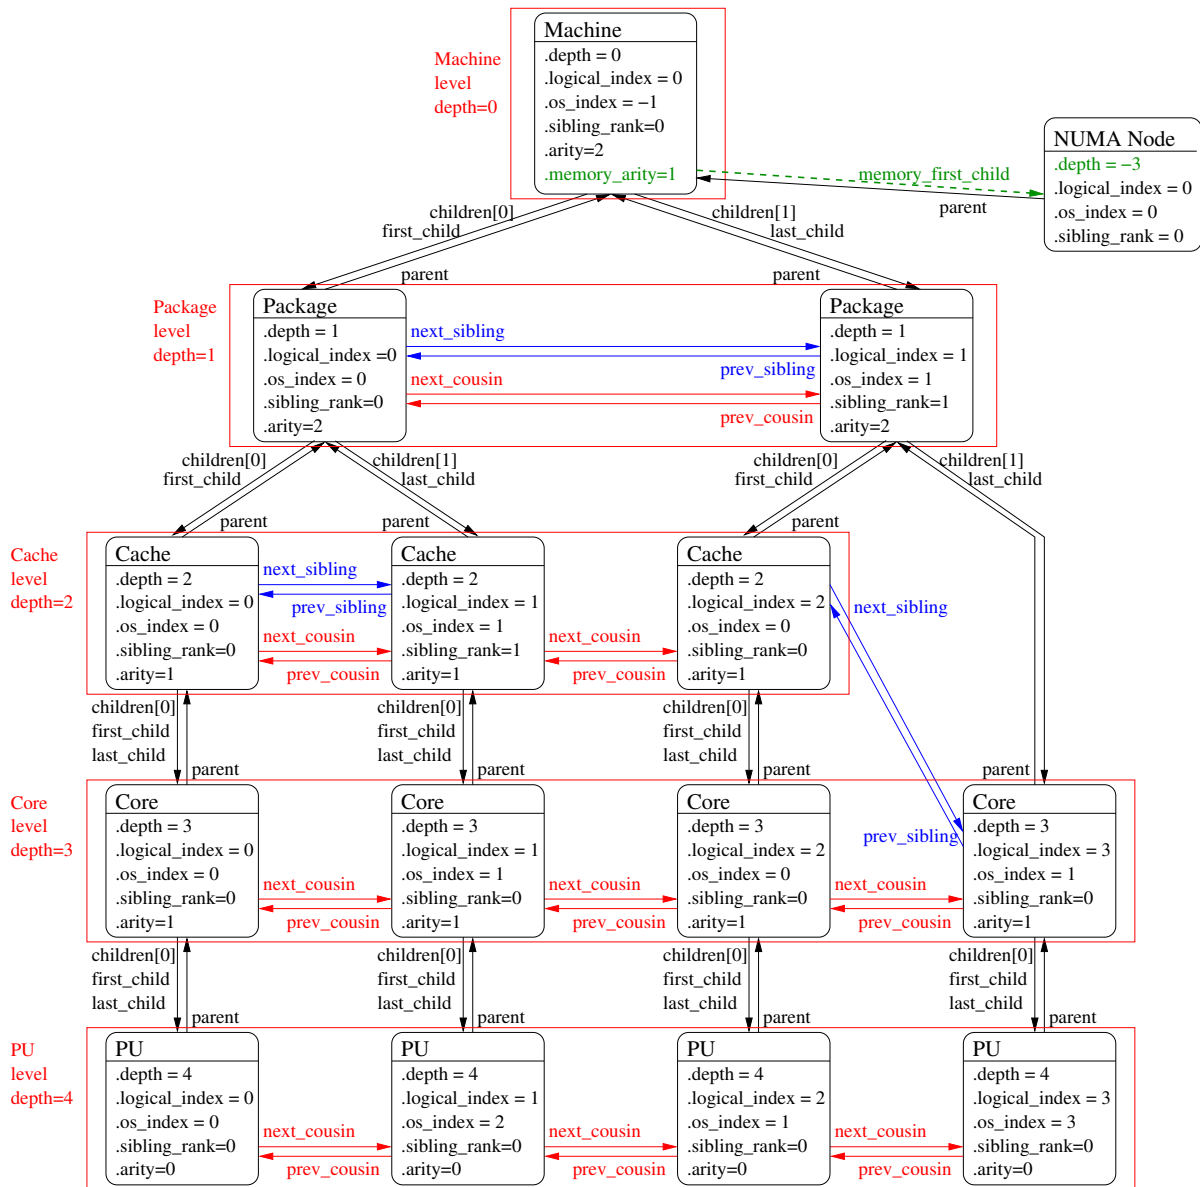 Machine
level
depth=0
Machine
.depth = 0
.logical_index = 0
.os_index = −1
.sibling_rank=0
.arity=2
.memory_arity=1
memory_first_child
parent
NUMA Node
.depth = −3
.logical_index = 0
.os_index = 0
.sibling_rank = 0
children[0]
first_child
parent
children[1]
last_child
parent
Package
level
depth=1
Package
.depth = 1
.logical_index =0
.os_index = 0
.sibling_rank=0
.arity=2
next_sibling
prev_sibling
next_cousin
prev_cousin
Package
.depth = 1
.logical_index = 1
.os_index = 1
.sibling_rank=1
.arity=2
children[0]
first_child
parent
children[1]
last_child
parent
children[0]
first_child
parent
children[1]
last_child
Cache
level
depth=2
Cache
.depth = 2
.logical_index = 0
.os_index = 0
.sibling_rank=0
.arity=1
next_sibling
prev_sibling
next_cousin
prev_cousin
Cache
.depth = 2
.logical_index = 1
.os_index = 1
.sibling_rank=1
.arity=1
next_cousin
prev_cousin
Cache
.depth = 2
.logical_index = 2
.os_index = 0
.sibling_rank=0
.arity=1
next_sibling
prev_sibling
children[0]
first_child
last_child
parent
children[0]
first_child
last_child
parent
children[0]
first_child
last_child
parent
parent
Core
level
depth=3
Core
.depth = 3
.logical_index = 0
.os_index = 0
.sibling_rank=0
.arity=1
next_cousin
prev_cousin
Core
.depth = 3
.logical_index = 1
.os_index = 1
.sibling_rank=0
.arity=1
next_cousin
prev_cousin
Core
.depth = 3
.logical_index = 2
.os_index = 0
.sibling_rank=0
.arity=1
next_cousin
prev_cousin
Core
.depth = 3
.logical_index = 3
.os_index = 1
.sibling_rank=0
.arity=1
children[0]
first_child
last_child
parent
children[0]
first_child
last_child
parent
children[0]
first_child
last_child
parent
children[0]
first_child
last_child
parent
PU
level
depth=4
PU
.depth = 4
.logical_index = 0
.os_index = 0
.sibling_rank=0
.arity=0
next_cousin
prev_cousin
PU
.depth = 4
.logical_index = 1
.os_index = 2
.sibling_rank=0
.arity=0
next_cousin
prev_cousin
PU
.depth = 4
.logical_index = 2
.os_index = 1
.sibling_rank=0
.arity=0
next_cousin
prev_cousin
PU
.depth = 4
.logical_index = 3
.os_index = 3
.sibling_rank=0
.arity=0